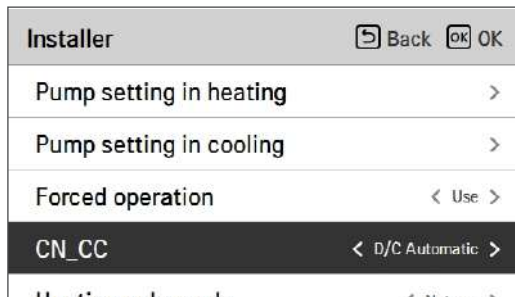 Installer Back OK OK
Pump setting in heating >
Pump setting in cooling >
Forced operation < Use >
CN_CC < D/C Automatic >